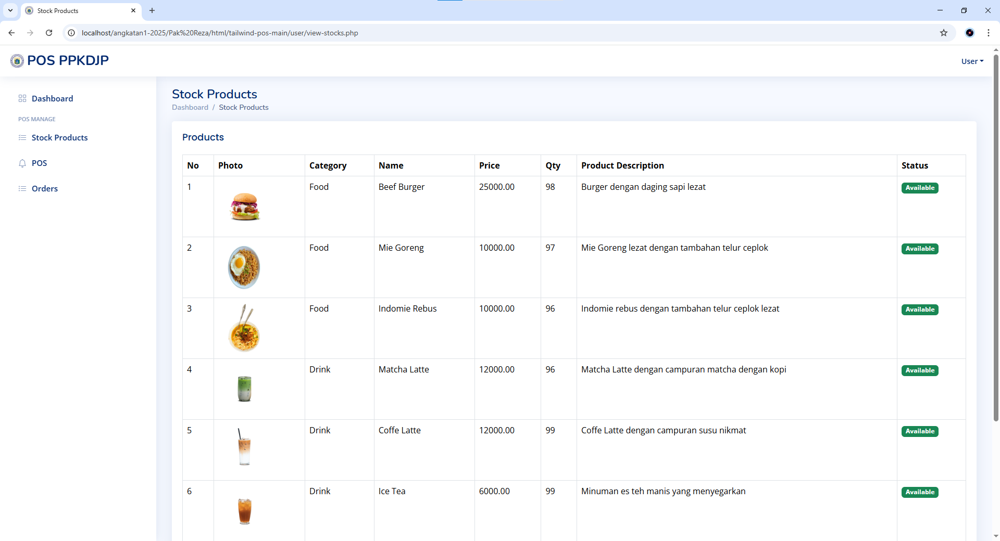 Stock Products
localhost/angkatan1-2025/Pak%20Reza/html/tailwind-pos-main/user/view-stocks.php
POS PPKDJP
User
Dashboard
POS MANAGE
Stock Products
POS
Orders
Stock Products
Dashboard / Stock Products
Products
No Photo Category Name Price Qty Product Description Status
1 Food Beef Burger 25000.00 98 Burger dengan daging sapi lezat Available
2 Food Mie Goreng 10000.00 97 Mie Goreng lezat dengan tambahan telur ceplok Available
3 Food Indomie Rebus 10000.00 96 Indomie rebus dengan tambahan telur ceplok lezat Available
4 Drink Matcha Latte 12000.00 96 Matcha Latte dengan campuran matcha dengan kopi Available
5 Drink Coffe Latte 12000.00 99 Coffe Latte dengan campuran susu nikmat Available
6 Drink Ice Tea 6000.00 99 Minuman es teh manis yang menyegarkan Available